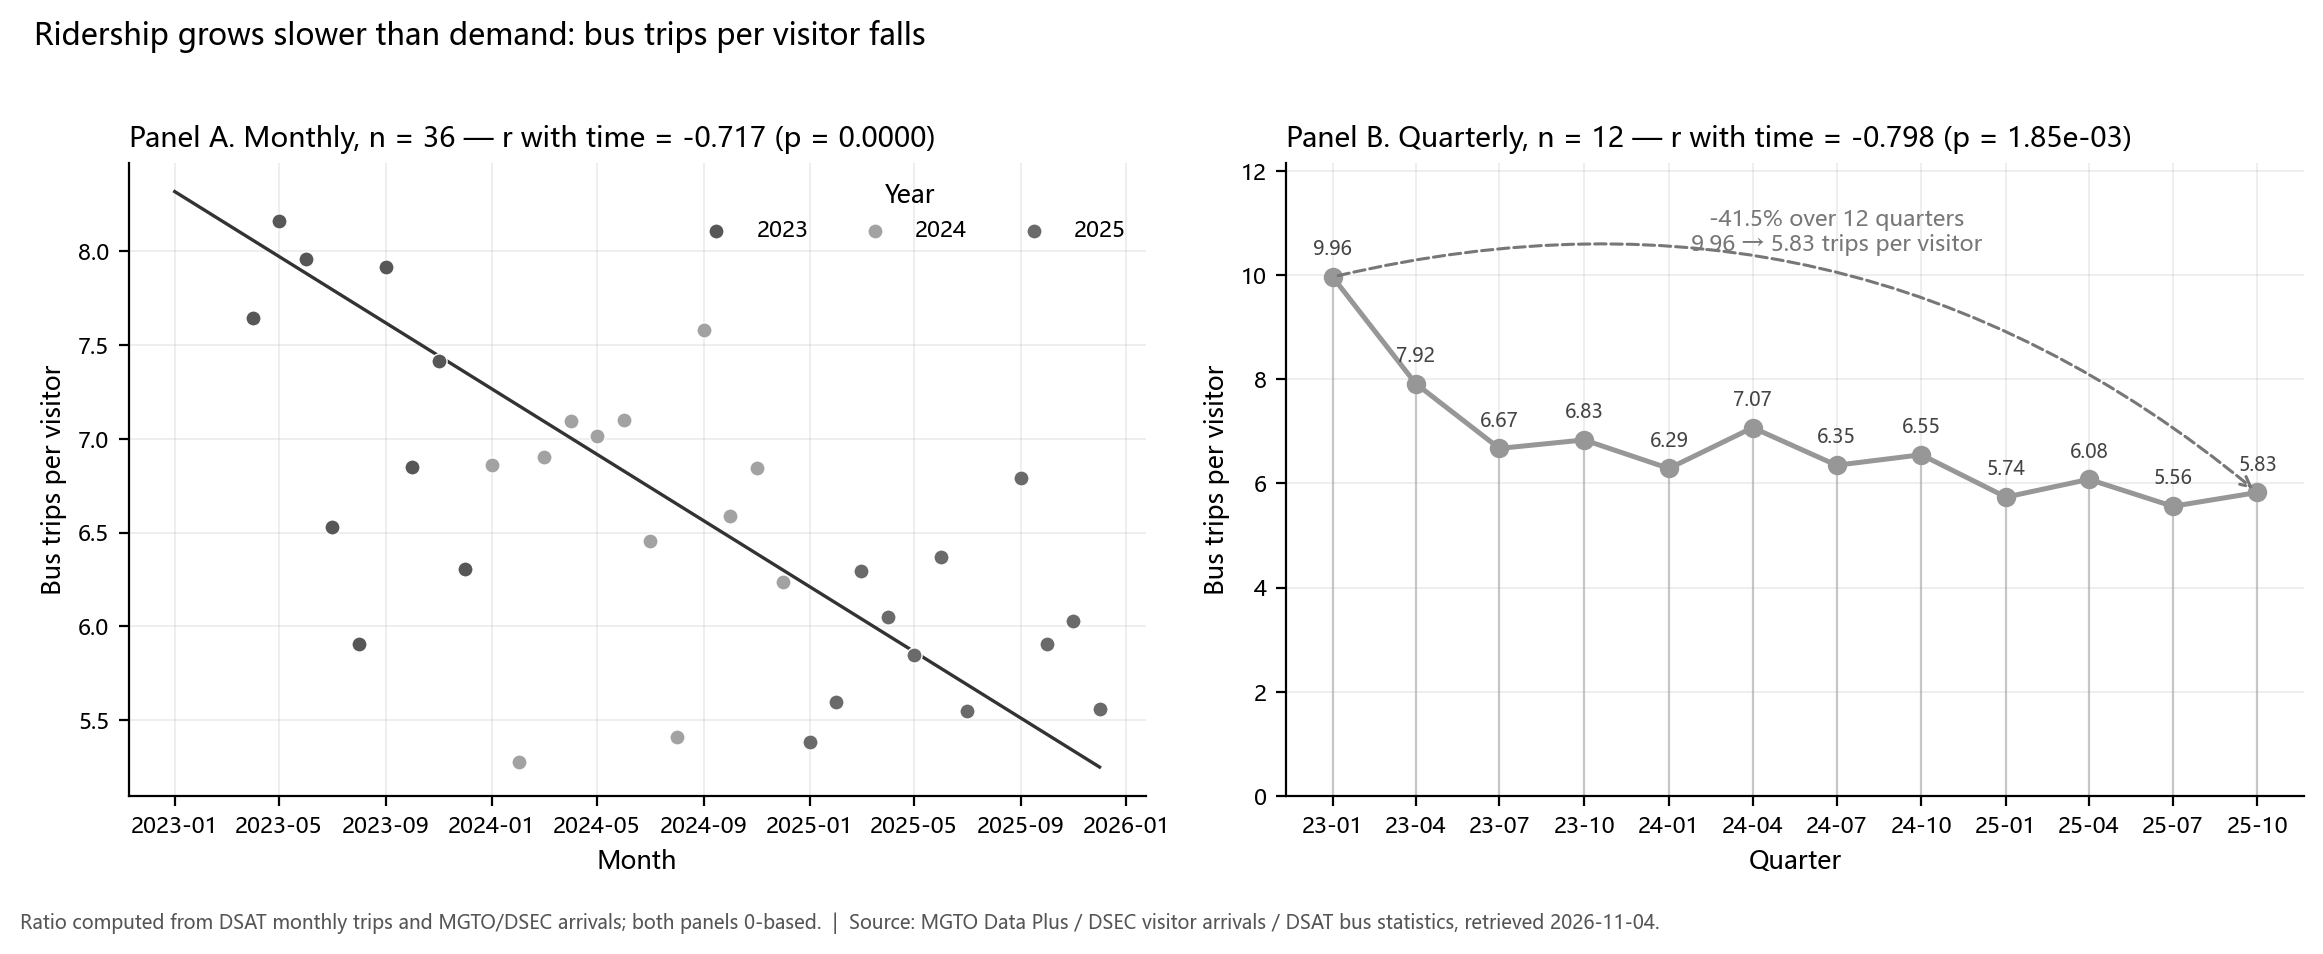 Ridership grows slower than demand: bus trips per visitor falls
Panel A. Monthly, n = 36 — r with time = -0.717 (p = 0.0000)
Year
2023 2024 2025
Bus trips per visitor
8.0
7.5
7.0
6.5
6.0
5.5
2023-01 2023-05 2023-09 2024-01 2024-05 2024-09 2025-01 2025-05 2025-09 2026-01
Month
Panel B. Quarterly, n = 12 — r with time = -0.798 (p = 1.85e-03)
-41.5% over 12 quarters
9.96 → 5.83 trips per visitor
Bus trips per visitor
12
10
8
6
4
2
0
9.96
7.92
6.67
6.83
6.29
7.07
6.35
6.55
5.74
6.08
5.56
5.83
23-01 23-04 23-07 23-10 24-01 24-04 24-07 24-10 25-01 25-04 25-07 25-10
Quarter
Ratio computed from DSAT monthly trips and MGTO/DSEC arrivals; both panels 0-based. | Source: MGTO Data Plus / DSEC visitor arrivals / DSAT bus statistics, retrieved 2026-11-04.